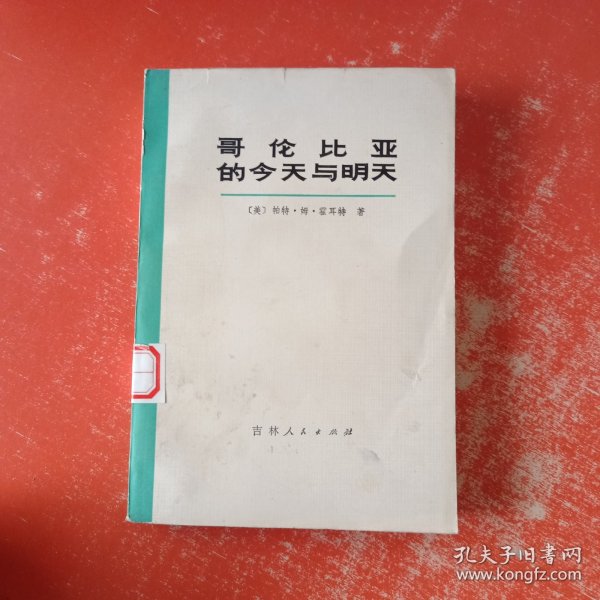 哥伦比亚
的今天与明天
〔美〕帕特·姆·霍耳特 著
吉林人民出版社
孔夫子旧书网
www.kongfz.com